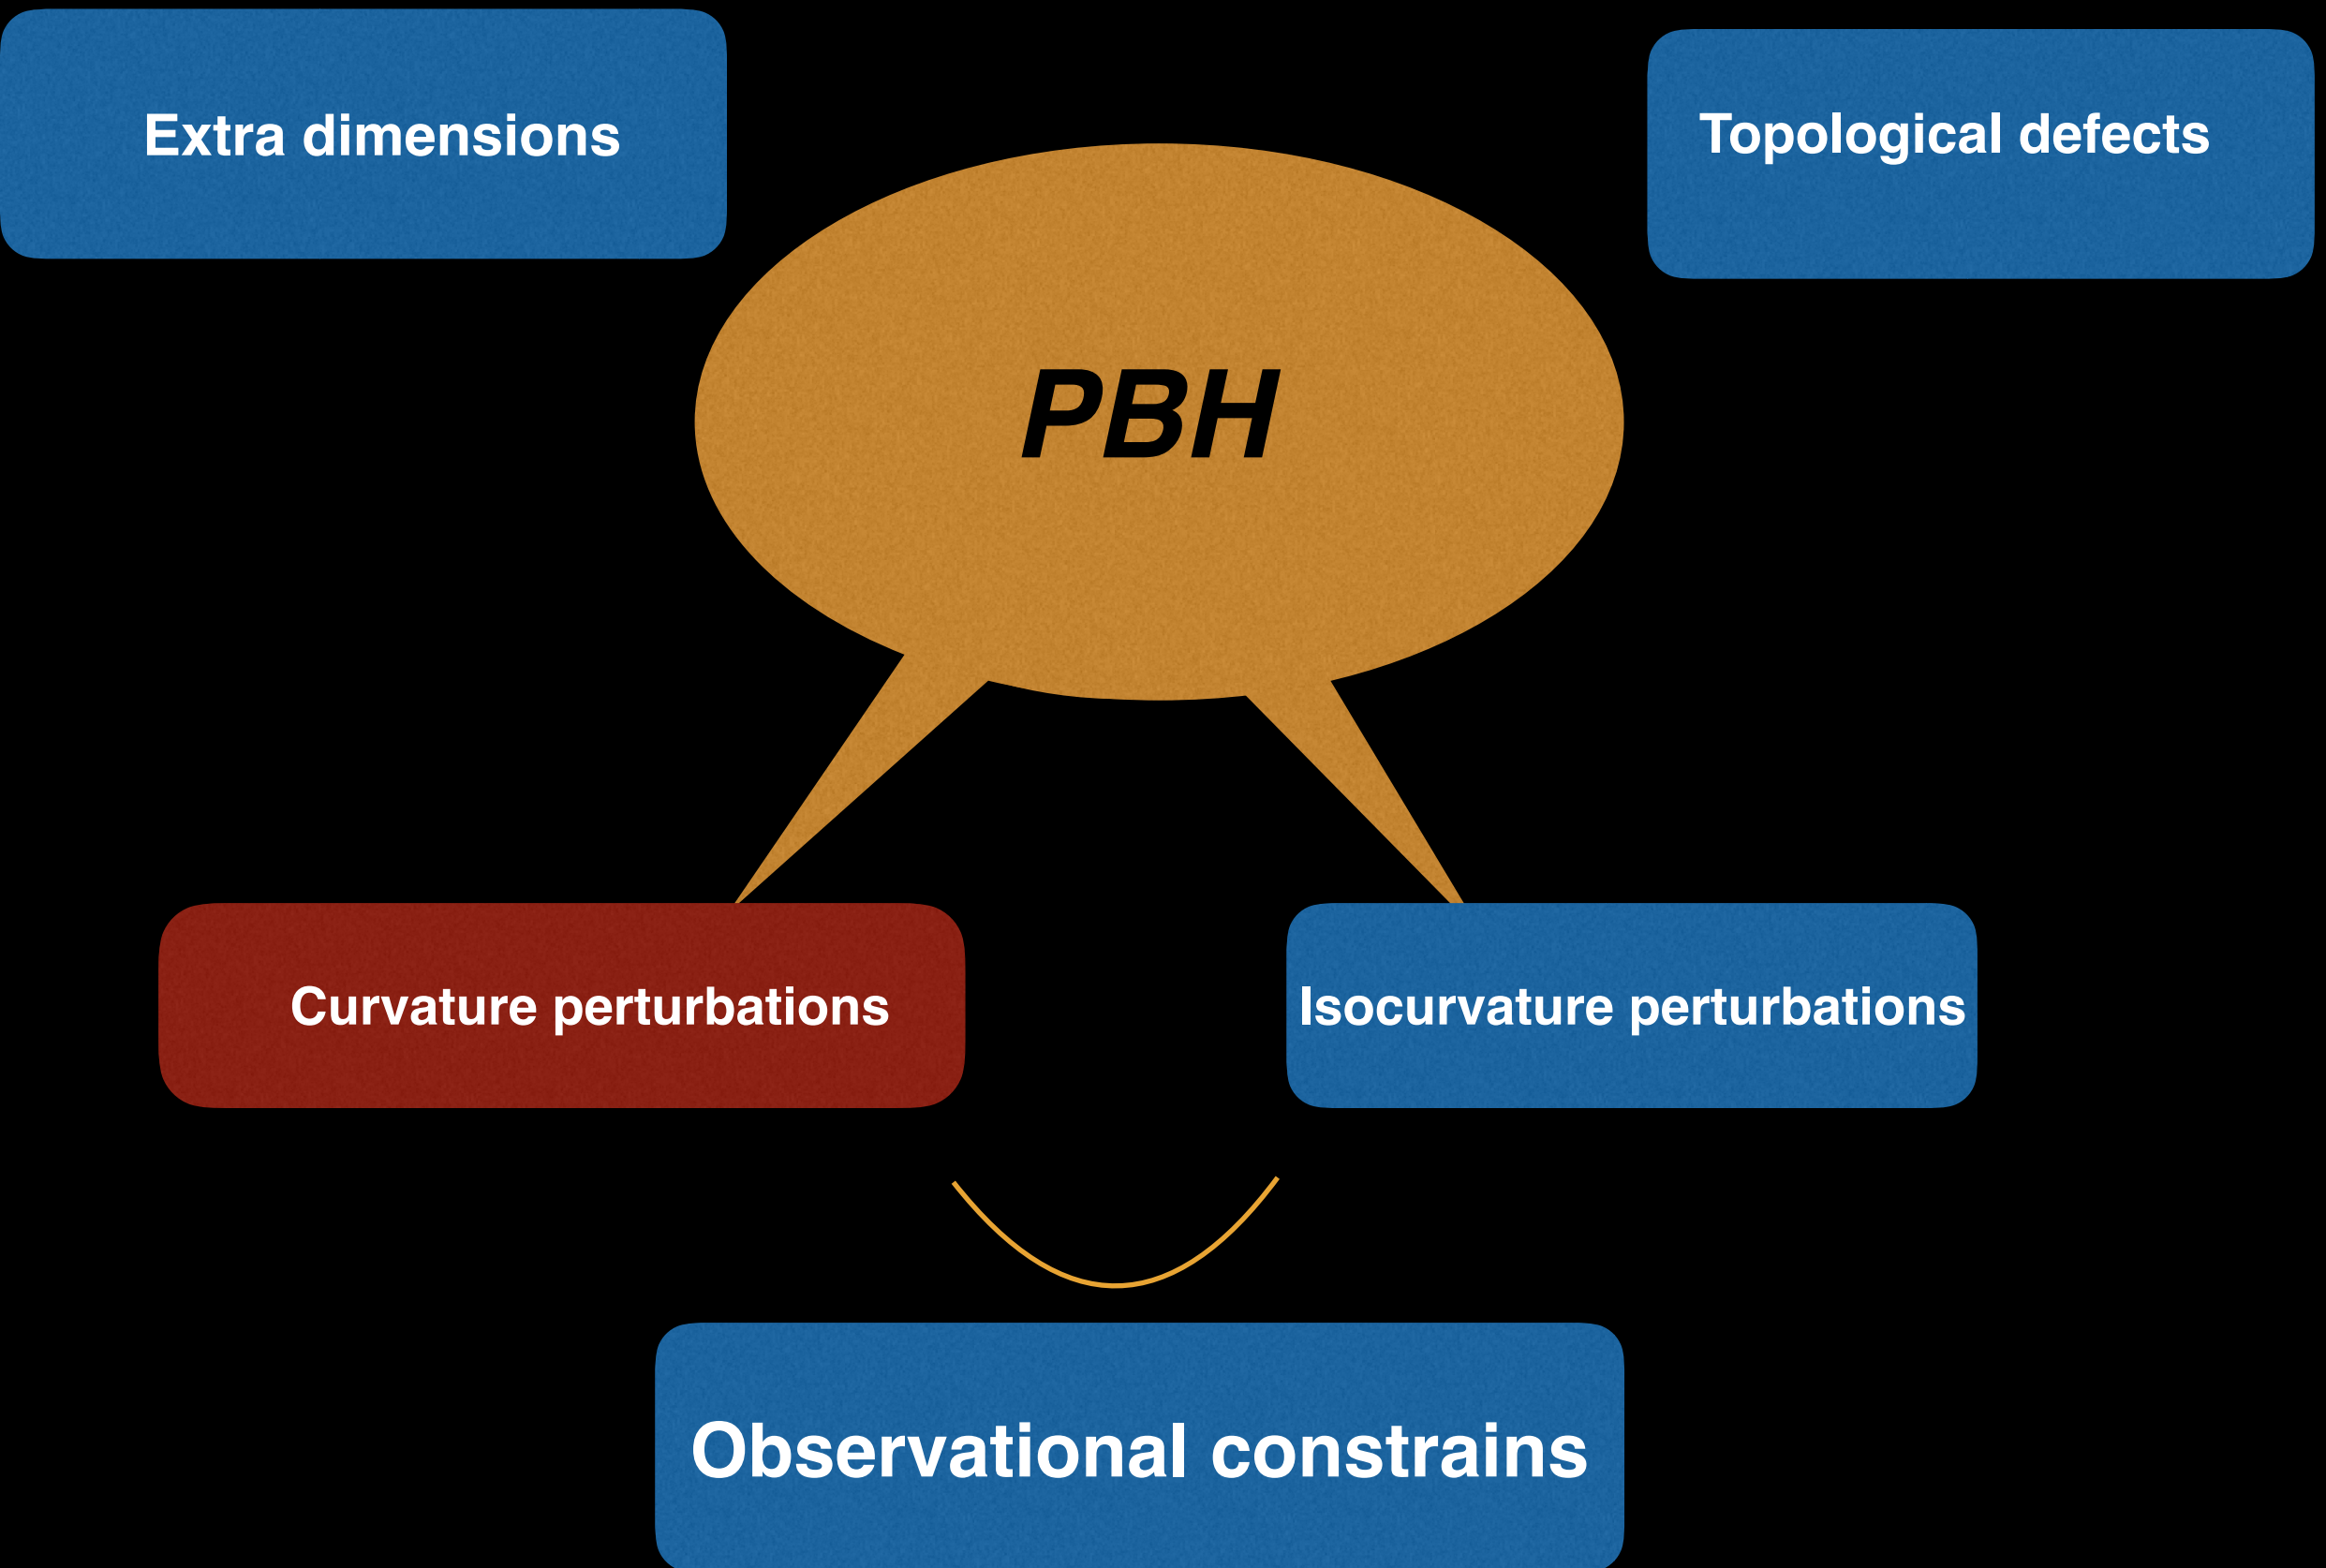 Extra dimensions
Topological defects
PBH
Curvature perturbations
Isocurvature perturbations
Observational constrains